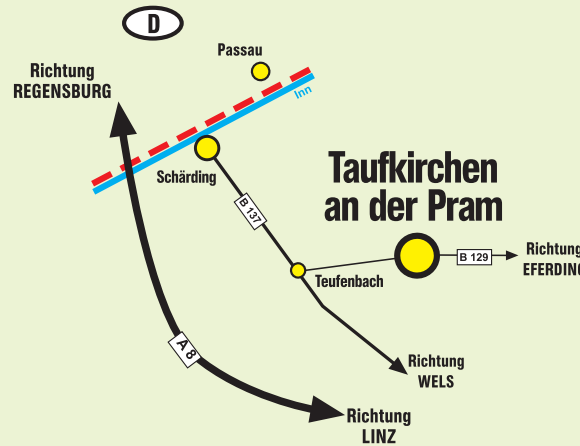 D
Passau
Richtung
REGENSBURG
Inn
Schärding
Taufkirchen
an der Pram
B 137
Teufenbach
B 129
Richtung
EFERDING
A 8
Richtung
WELS
Richtung
LINZ